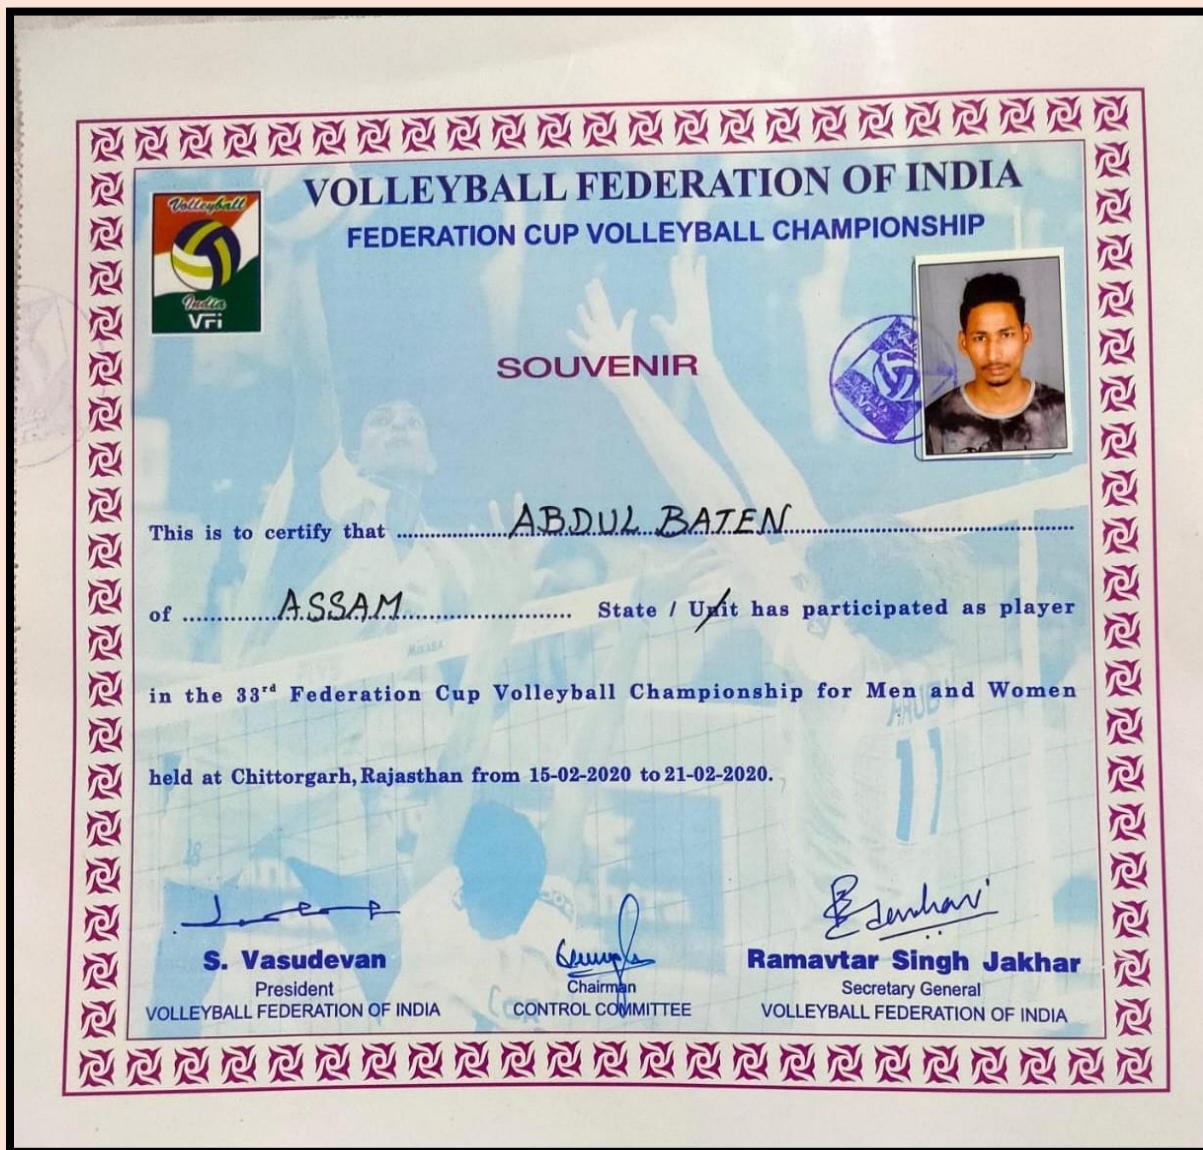 VOLLEYBALL FEDERATION OF INDIA
FEDERATION CUP VOLLEYBALL CHAMPIONSHIP
Volleyball
India
VFi
SOUVENIR
This is to certify that ABDUL BATEN
of ASSAM State / Unit has participated as player
in the 33rd Federation Cup Volleyball Championship for Men and Women
held at Chittorgarh, Rajasthan from 15-02-2020 to 21-02-2020.
MIKASA
11
S. Vasudevan
President
VOLLEYBALL FEDERATION OF INDIA
Chairman
CONTROL COMMITTEE
Ramavtar Singh Jakhar
Secretary General
VOLLEYBALL FEDERATION OF INDIA